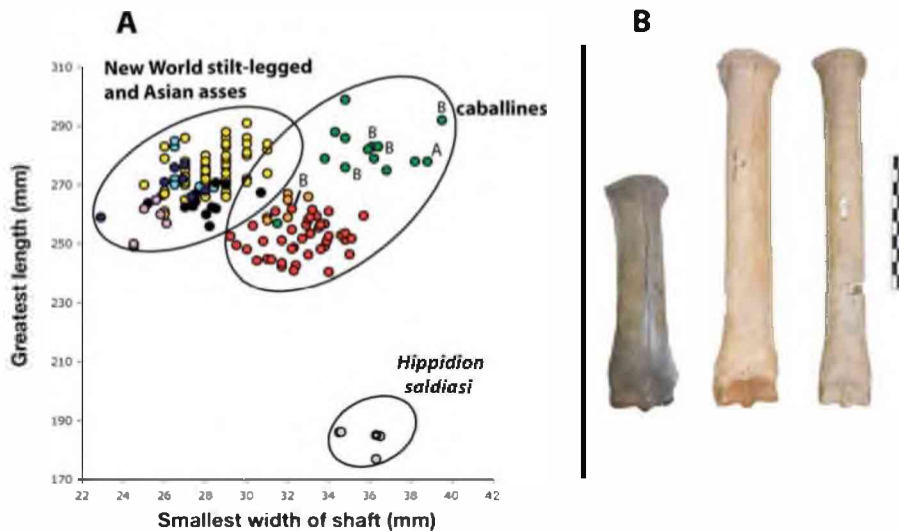 A
B
New World stilt-legged
and Asian asses
caballines
B
B
A
B
B
B
Hippidion
saldiasi
Greatest length (mm)
310
290
270
250
230
210
190
170
22 24 26 28 30 32 34 36 38 40 42
Smallest width of shaft (mm)